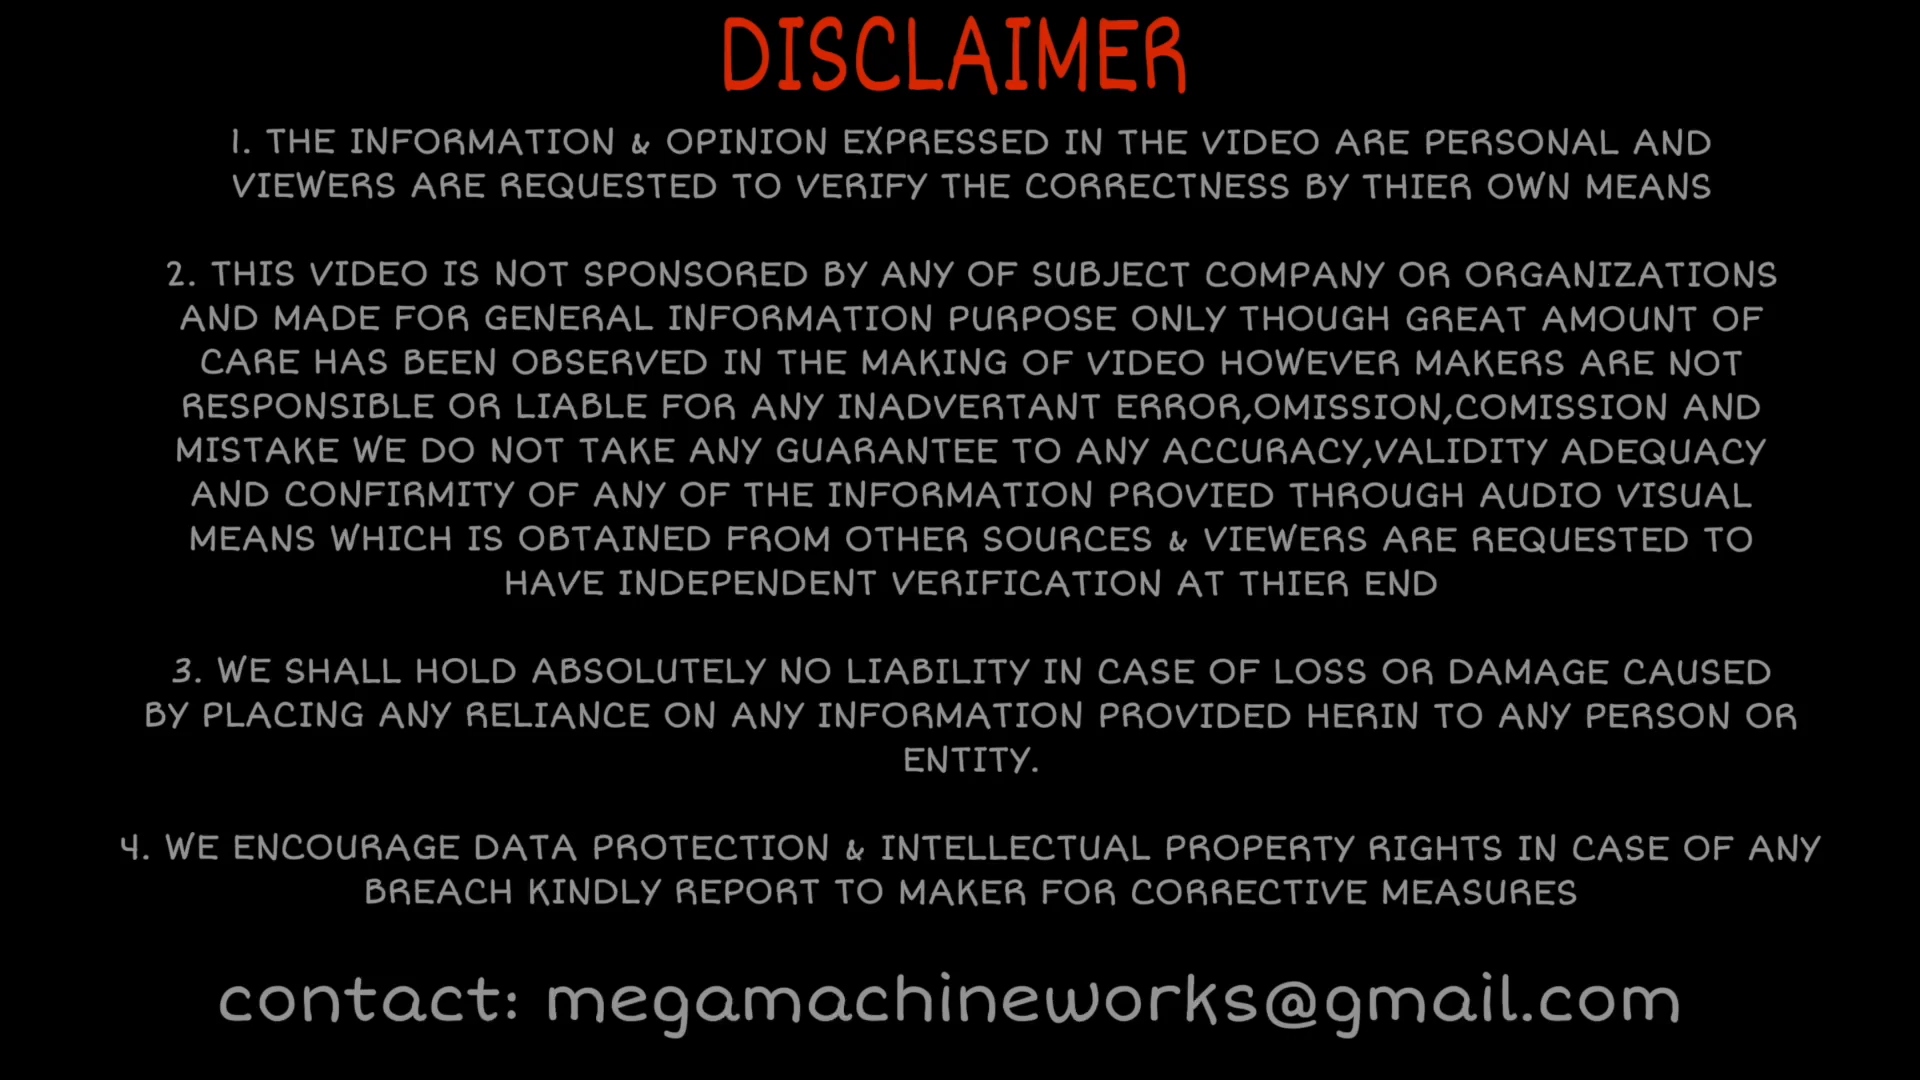 DISCLAIMER
1. THE INFORMATION & OPINION EXPRESSED IN THE VIDEO ARE PERSONAL AND
VIEWERS ARE REQUESTED TO VERIFY THE CORRECTNESS BY THIER OWN MEANS
2. THIS VIDEO IS NOT SPONSORED BY ANY OF SUBJECT COMPANY OR ORGANIZATIONS
AND MADE FOR GENERAL INFORMATION PURPOSE ONLY THOUGH GREAT AMOUNT OF
CARE HAS BEEN OBSERVED IN THE MAKING OF VIDEO HOWEVER MAKERS ARE NOT
RESPONSIBLE OR LIABLE FOR ANY INADVERTANT ERROR,OMISSION,COMISSION AND
MISTAKE WE DO NOT TAKE ANY GUARANTEE TO ANY ACCURACY,VALIDITY ADEQUACY
AND CONFIRMITY OF ANY OF THE INFORMATION PROVIED THROUGH AUDIO VISUAL
MEANS WHICH IS OBTAINED FROM OTHER SOURCES & VIEWERS ARE REQUESTED TO
HAVE INDEPENDENT VERIFICATION AT THIER END
3. WE SHALL HOLD ABSOLUTELY NO LIABILITY IN CASE OF LOSS OR DAMAGE CAUSED
BY PLACING ANY RELIANCE ON ANY INFORMATION PROVIDED HERIN TO ANY PERSON OR
ENTITY.
4. WE ENCOURAGE DATA PROTECTION & INTELLECTUAL PROPERTY RIGHTS IN CASE OF ANY
BREACH KINDLY REPORT TO MAKER FOR CORRECTIVE MEASURES
contact: megamachineworks@gmail.com